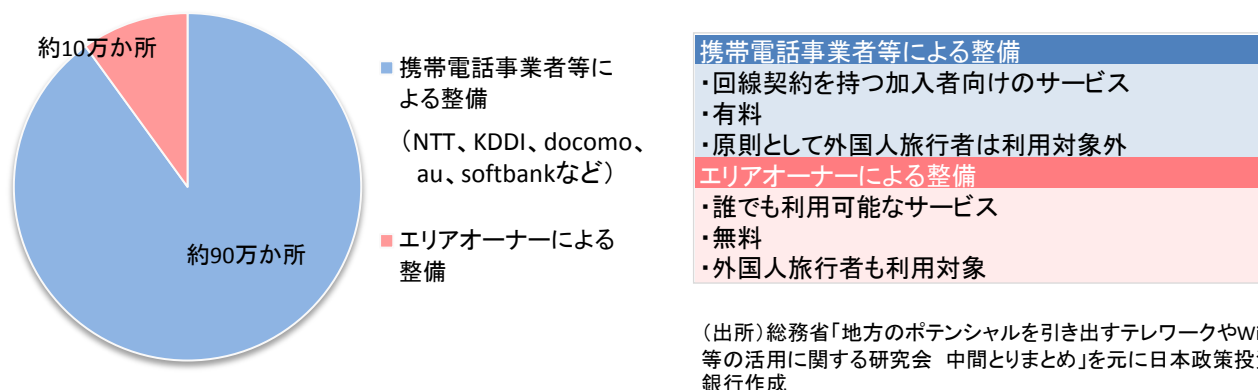 約10万か所
約90万か所
携帯電話事業者等に
よる整備
（NTT、KDDI、docomo、
au、softbankなど）
エリアオーナーによる
整備
携帯電話事業者等による整備
・回線契約を持つ加入者向けのサービス
・有料
・原則として外国人旅行者は利用対象外
エリアオーナーによる整備
・誰でも利用可能なサービス
・無料
・外国人旅行者も利用対象
（出所）総務省「地方のポテンシャルを引き出すテレワークやWi
等の活用に関する研究会　中間とりまとめ」を元に日本政策投
銀行作成